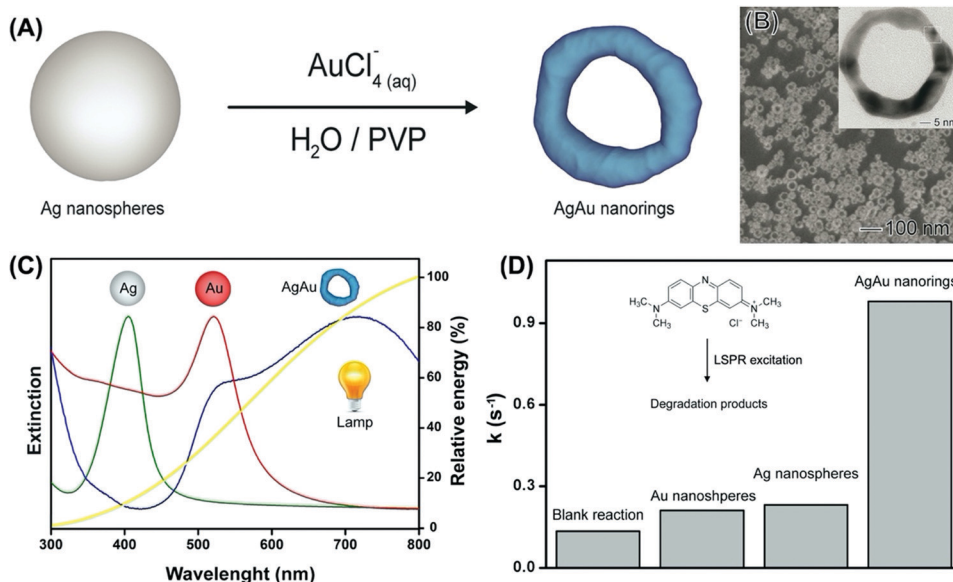 (A)
AuCl₄⁻ (aq)
H₂O / PVP
Ag nanospheres
AgAu nanorings
(B)
5 nm
100 nm
(C)
Ag
Au
AgAu
Lamp
Extinction
Relative energy (%)
100
80
60
40
20
0
300 400 500 600 700 800
Wavelenght (nm)
(D)
AgAu nanorings
N
H₃C
N
S
N⁺
CH₃
CH₃
Cl⁻
CH₃
LSPR excitation
Degradation products
k (s⁻¹)
0.9
0.6
0.3
0.0
Blank reaction
Au nanoshperes
Ag nanospheres